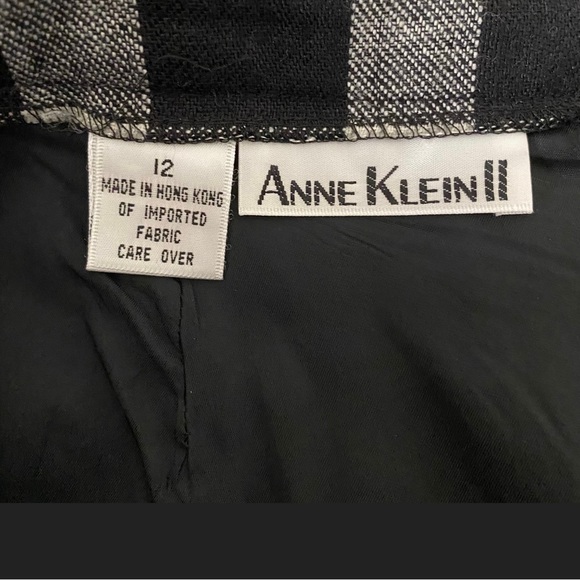 12
MADE IN HONG KONG
OF IMPORTED
FABRIC
CARE OVER
ANNE KLEIN II